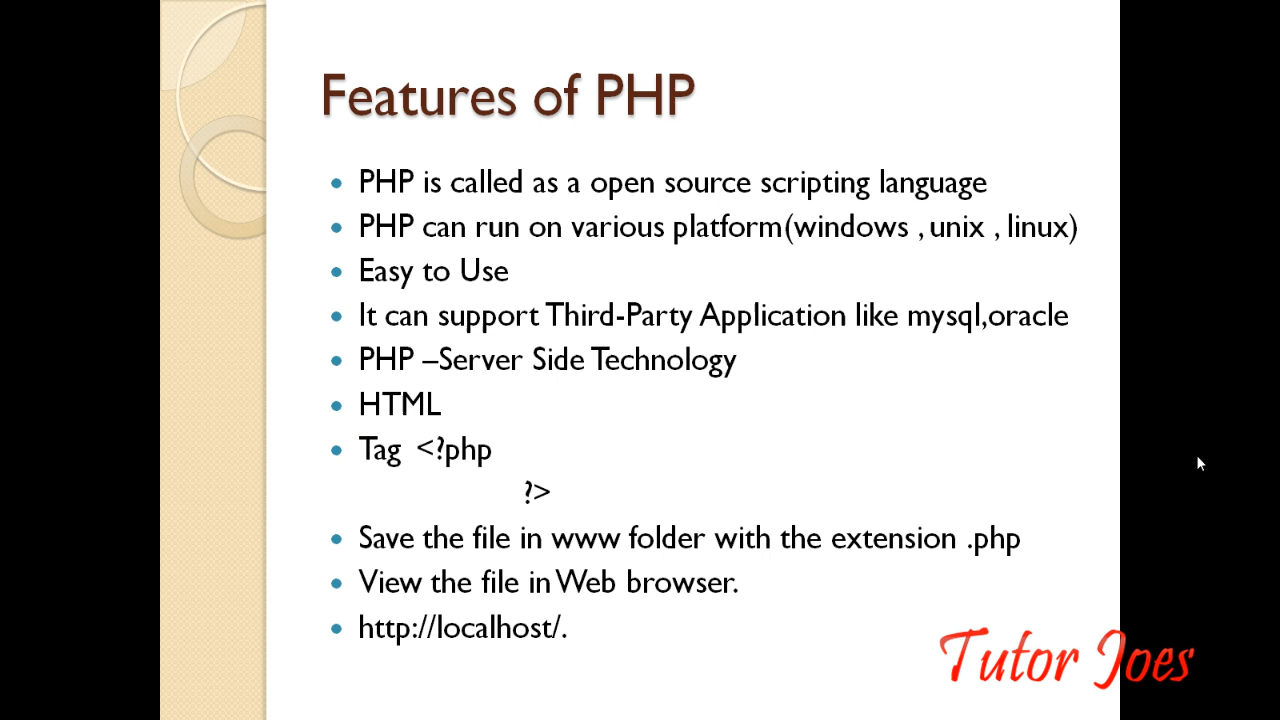 Features of PHP
PHP is called as a open source scripting language
PHP can run on various platform(windows , unix , linux)
Easy to Use
It can support Third-Party Application like mysql,oracle
PHP –Server Side Technology
HTML
Tag <?php
?>
Save the file in www folder with the extension .php
View the file in Web browser.
http://localhost/.
Tutor Joes